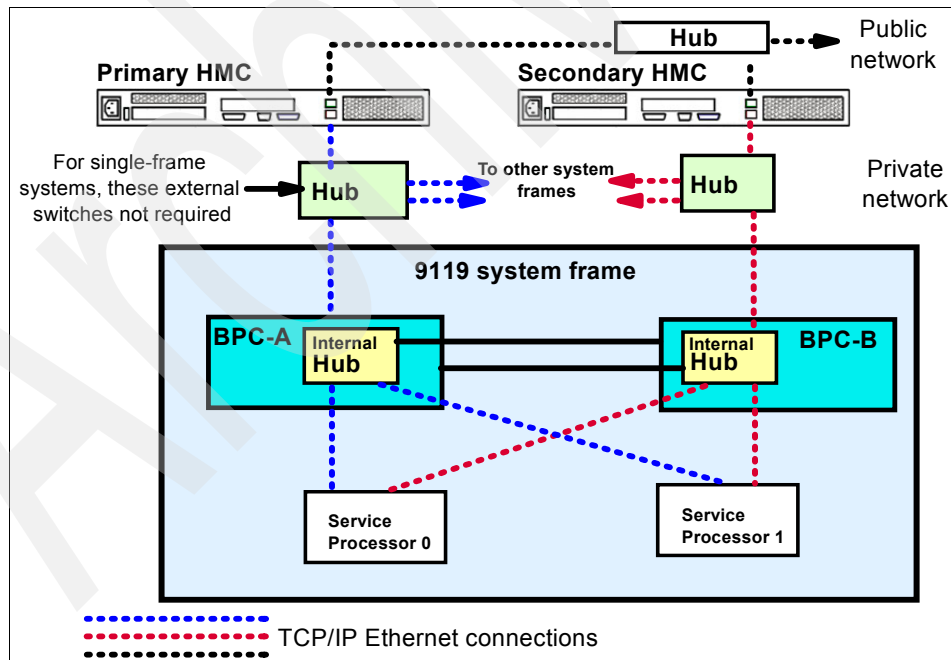 Hub
Public
network
Primary HMC
Secondary HMC
For single-frame
systems, these external
switches not required
Hub
To other system
frames
Hub
Private
network
9119 system frame
BPC-A
Internal
Hub
Internal
Hub
BPC-B
Service
Processor 0
Service
Processor 1
TCP/IP Ethernet connections